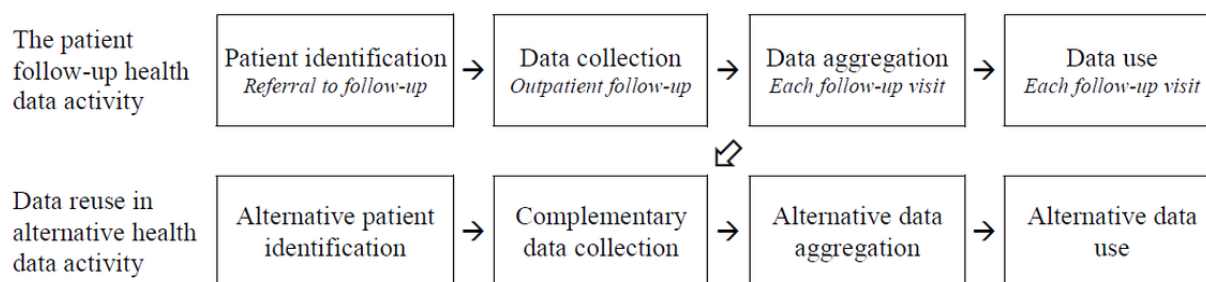 The patient
follow-up health
data activity
Patient identification
Referral to follow-up
Data collection
Outpatient follow-up
Data aggregation
Each follow-up visit
Data use
Each follow-up visit
Data reuse in
alternative health
data activity
Alternative patient
identification
Complementary
data collection
Alternative data
aggregation
Alternative data
use